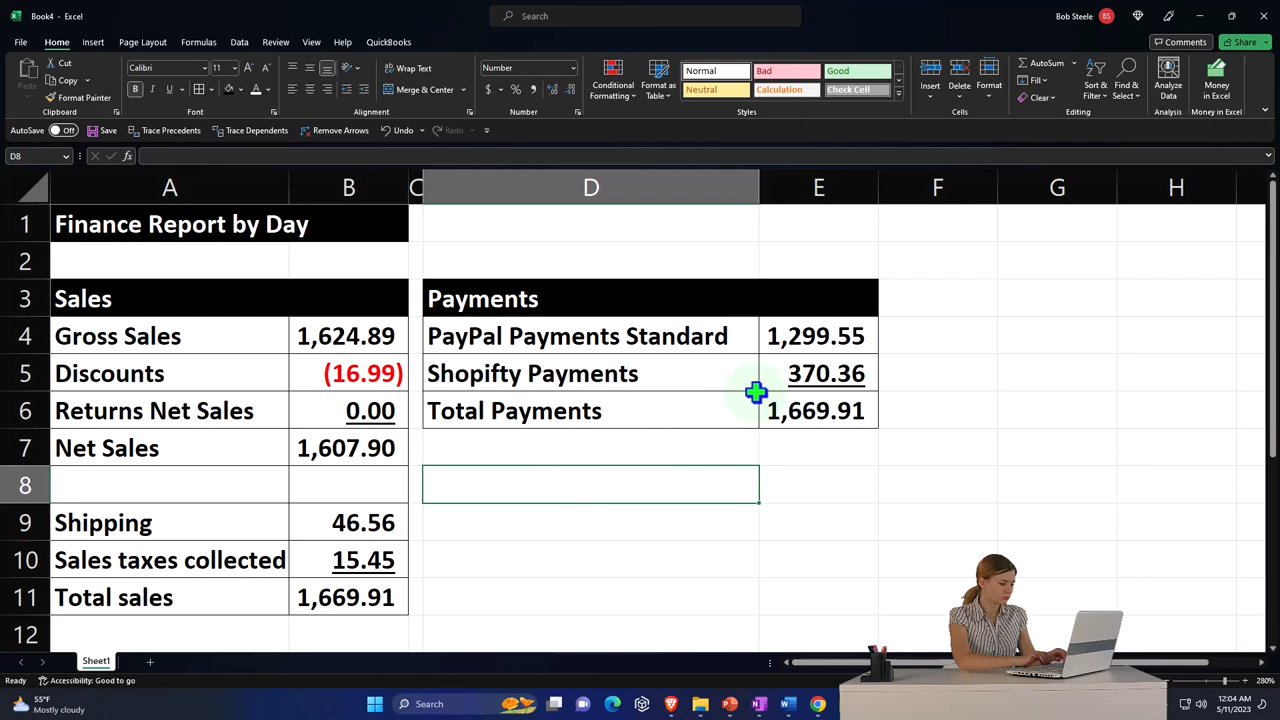 Book4 - Excel
Search
Bob Steele BS
File Home Insert Page Layout Formulas Data Review View Help QuickBooks
Comments Share
Cut
Copy
Paste
Format Painter
Clipboard
Calibri 11
B I U
Font
Wrap Text
Merge & Center
Alignment
Number
$ % 9
Number
Conditional Formatting
Format as Table
Normal Bad Good
Neutral Calculation Check Cell
Styles
Insert Delete Format
Cells
AutoSum
Fill
Clear
Sort & Filter
Find & Select
Editing
Analyze Data
Analysis
Money in Excel
Money in Excel
AutoSave Off Save Trace Precedents Trace Dependents Remove Arrows Undo Redo
D8 fx
A B C D E F G H
1 Finance Report by Day
2
3 Sales Payments
4 Gross Sales 1,624.89 PayPal Payments Standard 1,299.55
5 Discounts (16.99) Shopifty Payments 370.36
6 Returns Net Sales 0.00 Total Payments 1,669.91
7 Net Sales 1,607.90
8
9 Shipping 46.56
10 Sales taxes collected 15.45
11 Total sales 1,669.91
12
Sheet1
Ready Accessibility: Good to go 280%
55°F
Mostly cloudy
Search
12:04 AM
5/11/2023